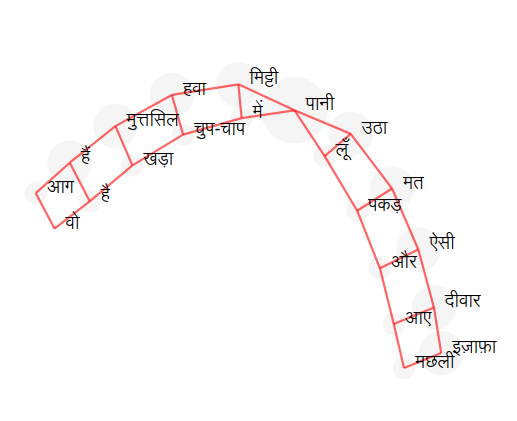 मिट्टी
हवा
पानी
में
मुत्तसिल
चुप-चाप
उठा
लूँ
है
खड़ा
आग
है
मत
वो
पकड़
ऐसी
और
दीवार
आए
इज़ाफ़ा
मछली